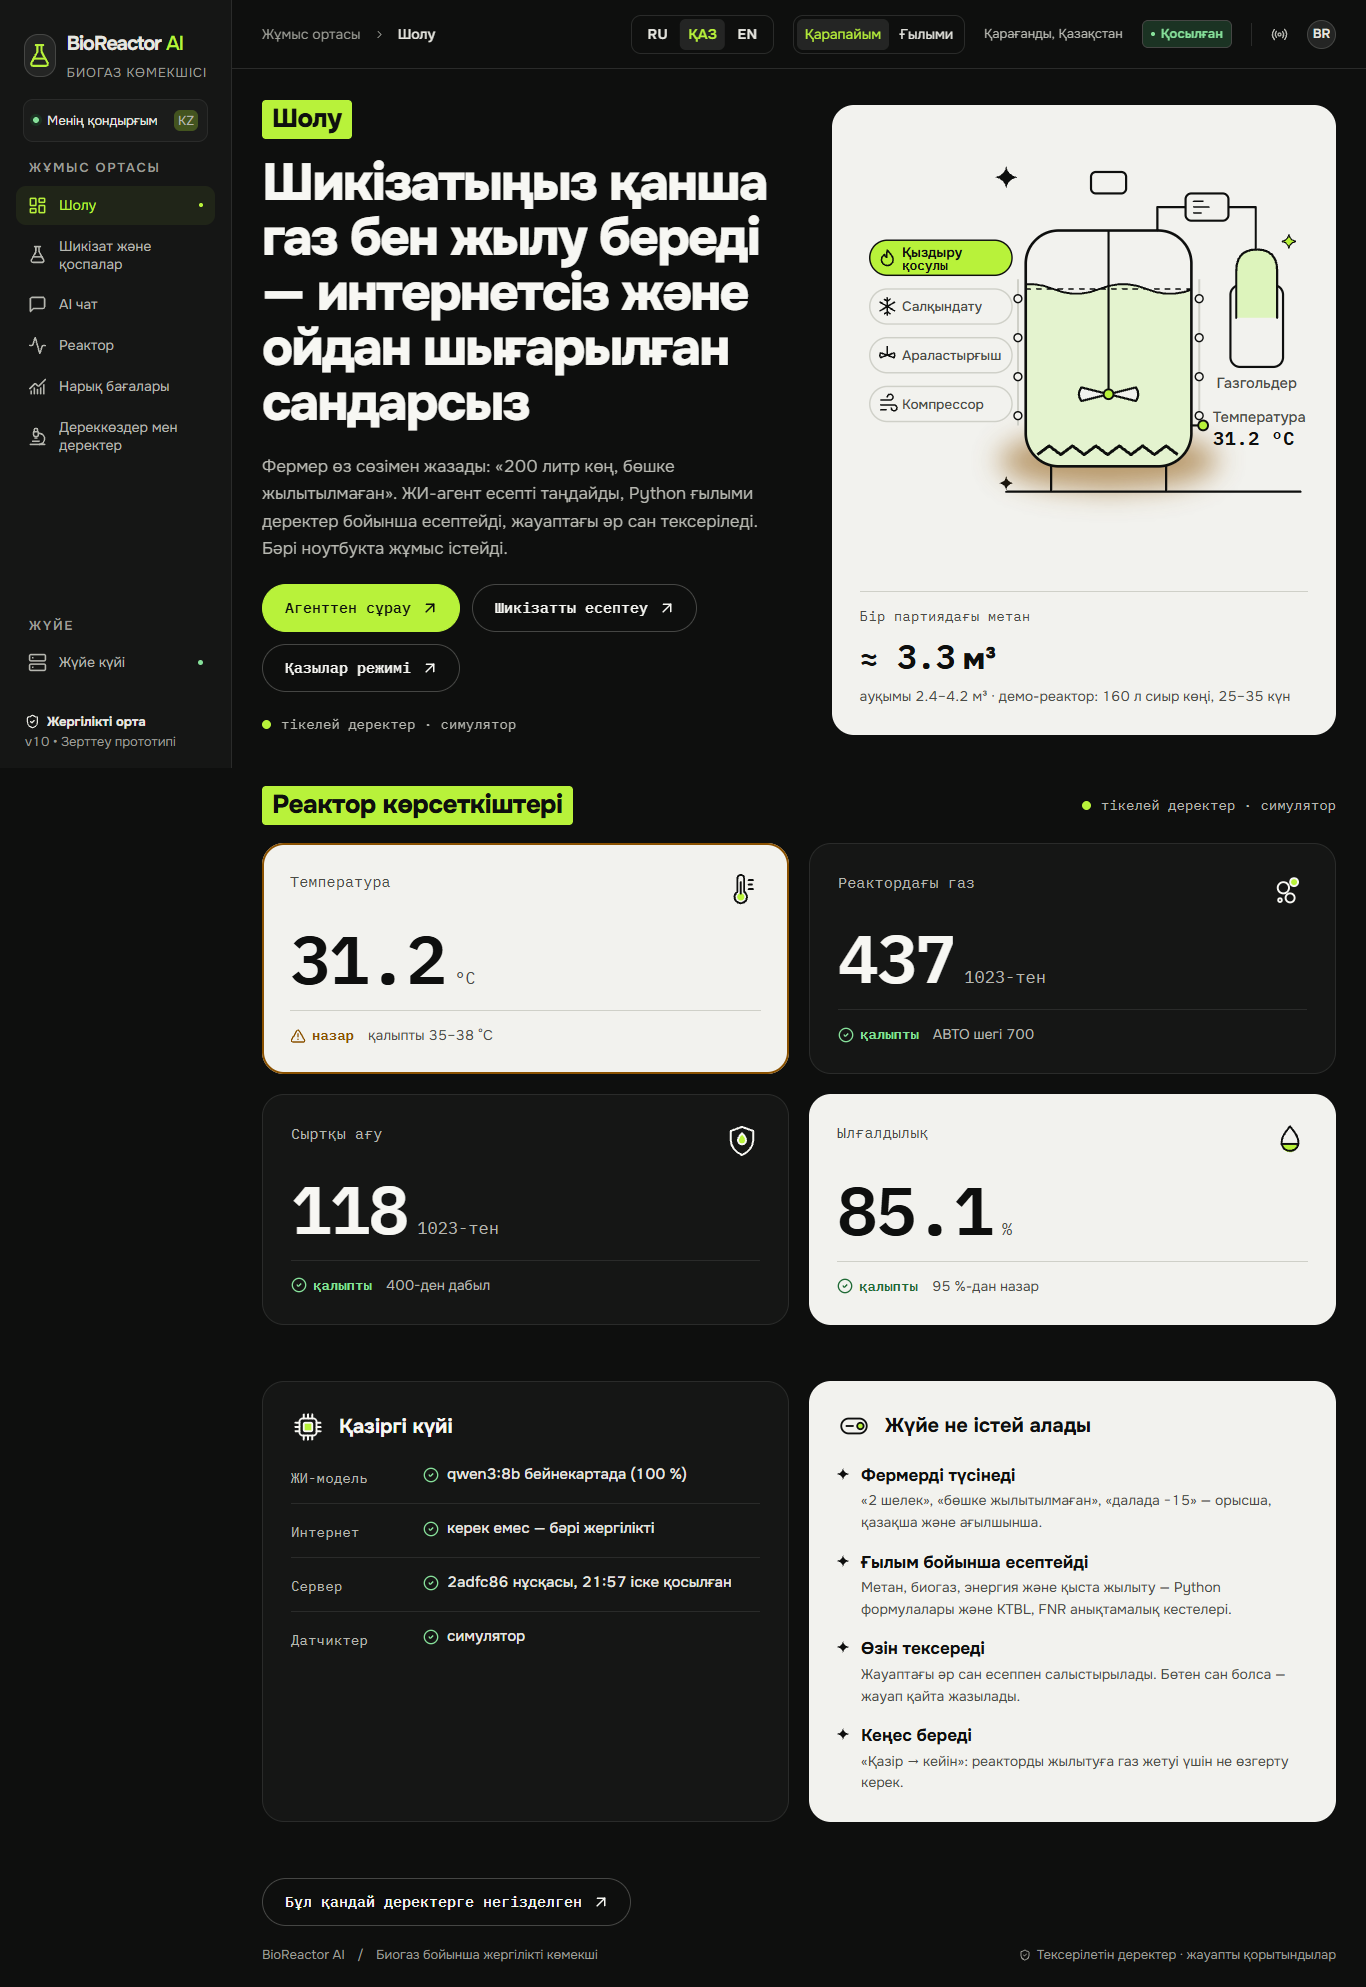 BioReactor AI
БИОГАЗ КӨМЕКШІСІ
Менің қондырғым KZ
ЖҰМЫС ОРТАСЫ
Шолу
Шикізат және
қоспалар
AI чат
Реактор
Нарық бағалары
Дереккөздер мен
деректер
ЖҮЙЕ
Жүйе күйі
Жергілікті орта
v10 • Зерттеу прототипі
Жұмыс ортасы > Шолу
RU ҚАЗ EN
Қарапайым Ғылыми
Қарағанды, Қазақстан
Қосылған
BR
Шолу
Шикізатыңыз қанша
газ бен жылу береді
— интернетсіз және
ойдан шығарылған
сандарсыз
Фермер өз сөзімен жазады: «200 литр көң, бөшке
жылытылмаған». ЖИ-агент есепті таңдайды, Python ғылыми
деректер бойынша есептейді, жауаптағы әр сан тексеріледі.
Бәрі ноутбукта жұмыс істейді.
Агенттен сұрау
Шикізатты есептеу
Қазылар режимі
тікелей деректер · симулятор
Қыздыру
қосулы
Салқындату
Араластырғыш
Компрессор
Газгольдер
Температура
31.2 °C
Бір партиядағы метан
≈ 3.3 м³
ауқымы 2.4–4.2 м³ · демо-реактор: 160 л сиыр көңі, 25–35 күн
Реактор көрсеткіштері
тікелей деректер · симулятор
Температура
31.2 °C
назар қалыпты 35–38 °C
Реактордағы газ
437 1023-тен
қалыпты АВТО шегі 700
Сыртқы ағу
118 1023-тен
қалыпты 400-ден дабыл
Ылғалдылық
85.1 %
қалыпты 95 %-дан назар
Қазіргі күйі
ЖИ-модель qwen3:8b бейнекартада (100 %)
Интернет керек емес — бәрі жергілікті
Сервер 2adfc86 нұсқасы, 21:57 іске қосылған
Датчиктер симулятор
Жүйе не істей алады
Фермерді түсінеді
«2 шелек», «бөшке жылытылмаған», «далада −15» — орысша,
қазақша және ағылшынша.
Ғылым бойынша есептейді
Метан, биогаз, энергия және қыста жылыту — Python
формулалары және KTBL, FNR анықтамалық кестелері.
Өзін тексереді
Жауаптағы әр сан есеппен салыстырылады. Бөтен сан болса —
жауап қайта жазылады.
Кеңес береді
«Қазір → кейін»: реакторды жылытуға газ жетуі үшін не өзгерту
керек.
Бұл қандай деректерге негізделген
BioReactor AI / Биогаз бойынша жергілікті көмекші
Тексерілетін деректер · жауапты қорытындылар